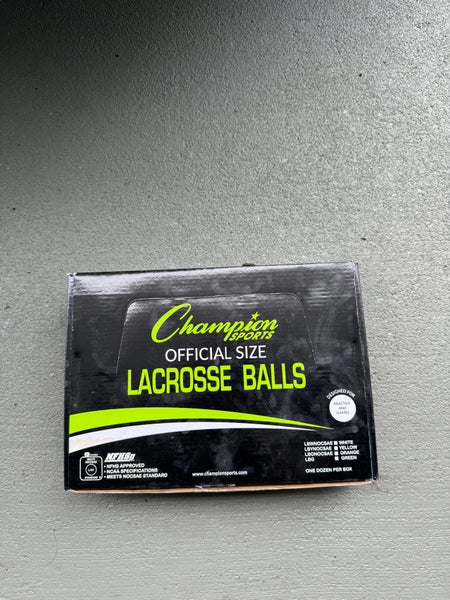 Champion
SPORTS
OFFICIAL SIZE
LACROSSE BALLS
DESIGNED FOR
PRACTICE
AND
GAMES
NFHS
• NFHS APPROVED
• NCAA SPECIFICATIONS
• MEETS NOCSAE STANDARD
www.championsports.com
LBWNOCSAE WHITE
LBYNOCSAE YELLOW
LBONOCSAE ORANGE
LBG GREEN
ONE DOZEN PER BOX